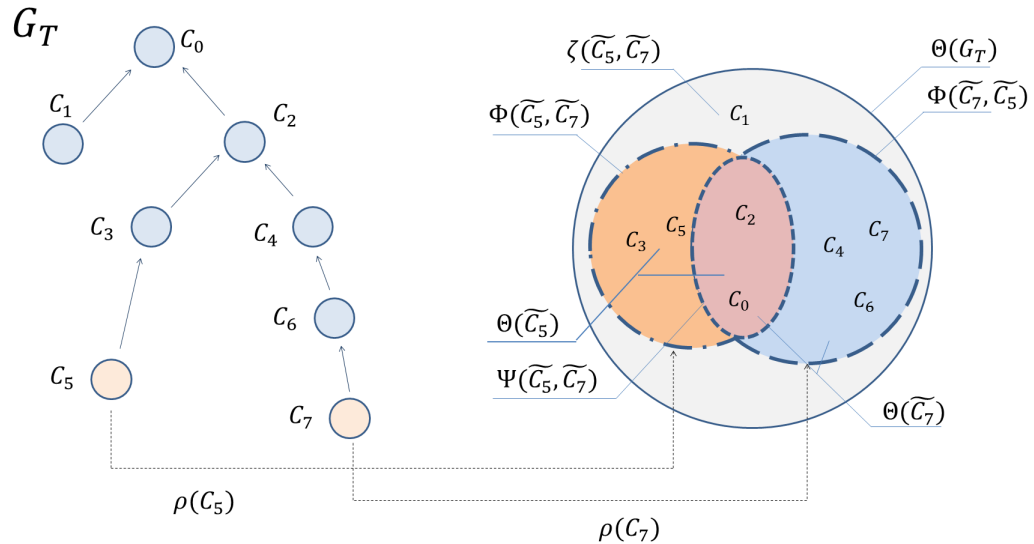 G_T
C_0
C_1
C_2
C_3
C_4
C_6
C_5
C_7
ρ(C_5)
ρ(C_7)
ζ(C̃_5, C̃_7)
Θ(G_T)
Φ(C̃_5, C̃_7)
Φ(C̃_7, C̃_5)
C_1
C_2
C_5
C_3
C_7
C_4
C_0
C_6
Θ(C̃_5)
Ψ(C̃_5, C̃_7)
Θ(C̃_7)